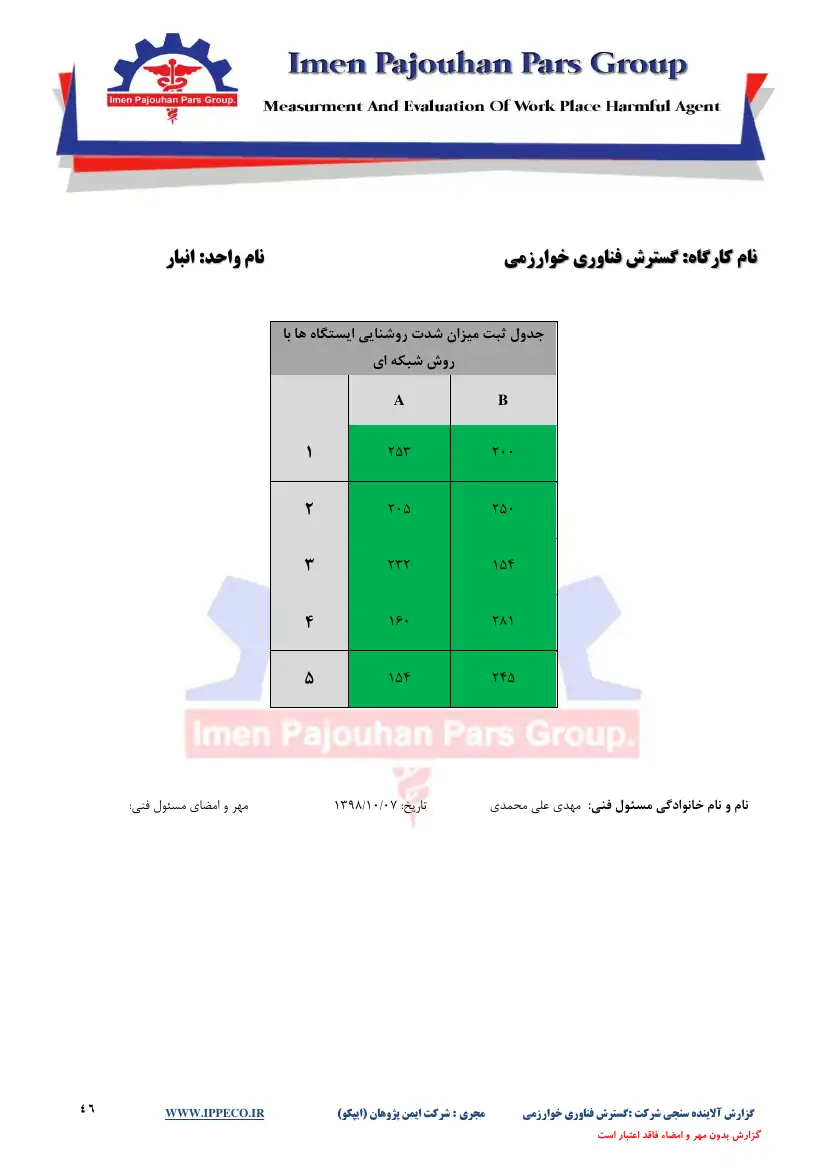 Imen Pajouhan Pars Group
Imen Pajouhan Pars Group.
Measurment And Evaluation Of Work Place Harmful Agent
نام کارگاه: گسترش فناوری خوارزمی نام واحد: انبار
جدول ثبت میزان شدت روشنایی ایستگاه ها با
روش شبکه ای
A B
۱ ۲۵۳ ۲۰۰
۲ ۲۰۵ ۲۵۰
۳ ۲۳۲ ۱۵۴
۴ ۱۶۰ ۲۸۱
۵ ۱۵۴ ۲۴۵
Imen Pajouhan Pars Group.
نام و نام خانوادگی مسئول فنی: مهدی علی محمدی تاریخ: ۱۳۹۸/۱۰/۰۷ مهر و امضای مسئول فنی:
گزارش آلاینده سنجی شرکت :گسترش فناوری خوارزمی مجری : شرکت ایمن پژوهان (ایپکو) WWW.IPPECO.IR ٤٦
گزارش بدون مهر و امضاء فاقد اعتبار است